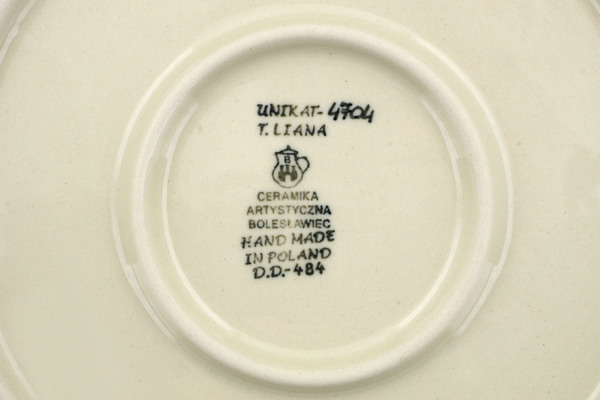 UNIKAT-4704
T. LIANA
B
CERAMIKA
ARTYSTYCZNA
BOLESŁAWIEC
HAND MADE
IN POLAND
D.D.-484